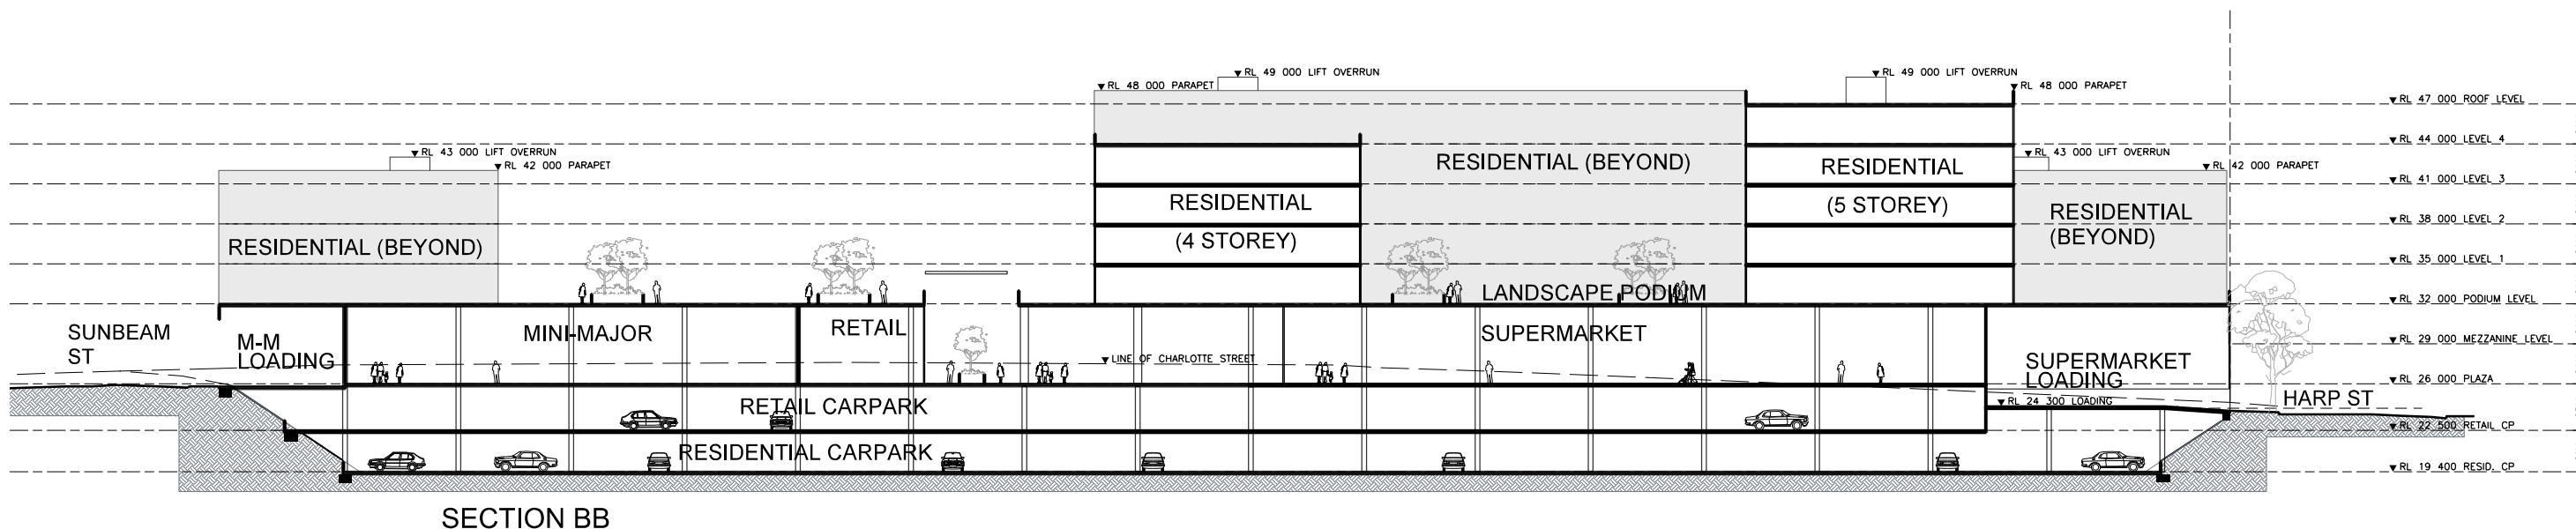 RL 49 000 LIFT OVERRUN
RL 49 000 LIFT OVERRUN
RL 48 000 PARAPET
RL 48 000 PARAPET
RL 47 000 ROOF LEVEL
RL 44 000 LEVEL 4
RL 43 000 LIFT OVERRUN
RL 42 000 PARAPET
RL 43 000 LIFT OVERRUN
RL 42 000 PARAPET
RESIDENTIAL (BEYOND)
RESIDENTIAL
(5 STOREY)
RL 41 000 LEVEL 3
RESIDENTIAL
(4 STOREY)
RESIDENTIAL
(BEYOND)
RL 38 000 LEVEL 2
RESIDENTIAL (BEYOND)
RL 35 000 LEVEL 1
LANDSCAPE PODIUM
RL 32 000 PODIUM LEVEL
SUNBEAM
ST
M-M
LOADING
MINI-MAJOR
RETAIL
SUPERMARKET
RL 29 000 MEZZANINE LEVEL
LINE OF CHARLOTTE STREET
SUPERMARKET
LOADING
RL 26 000 PLAZA
RETAIL CARPARK
RL 24 300 LOADING
HARP ST
RL 22 500 RETAIL CP
RESIDENTIAL CARPARK
RL 19 400 RESID. CP
SECTION BB